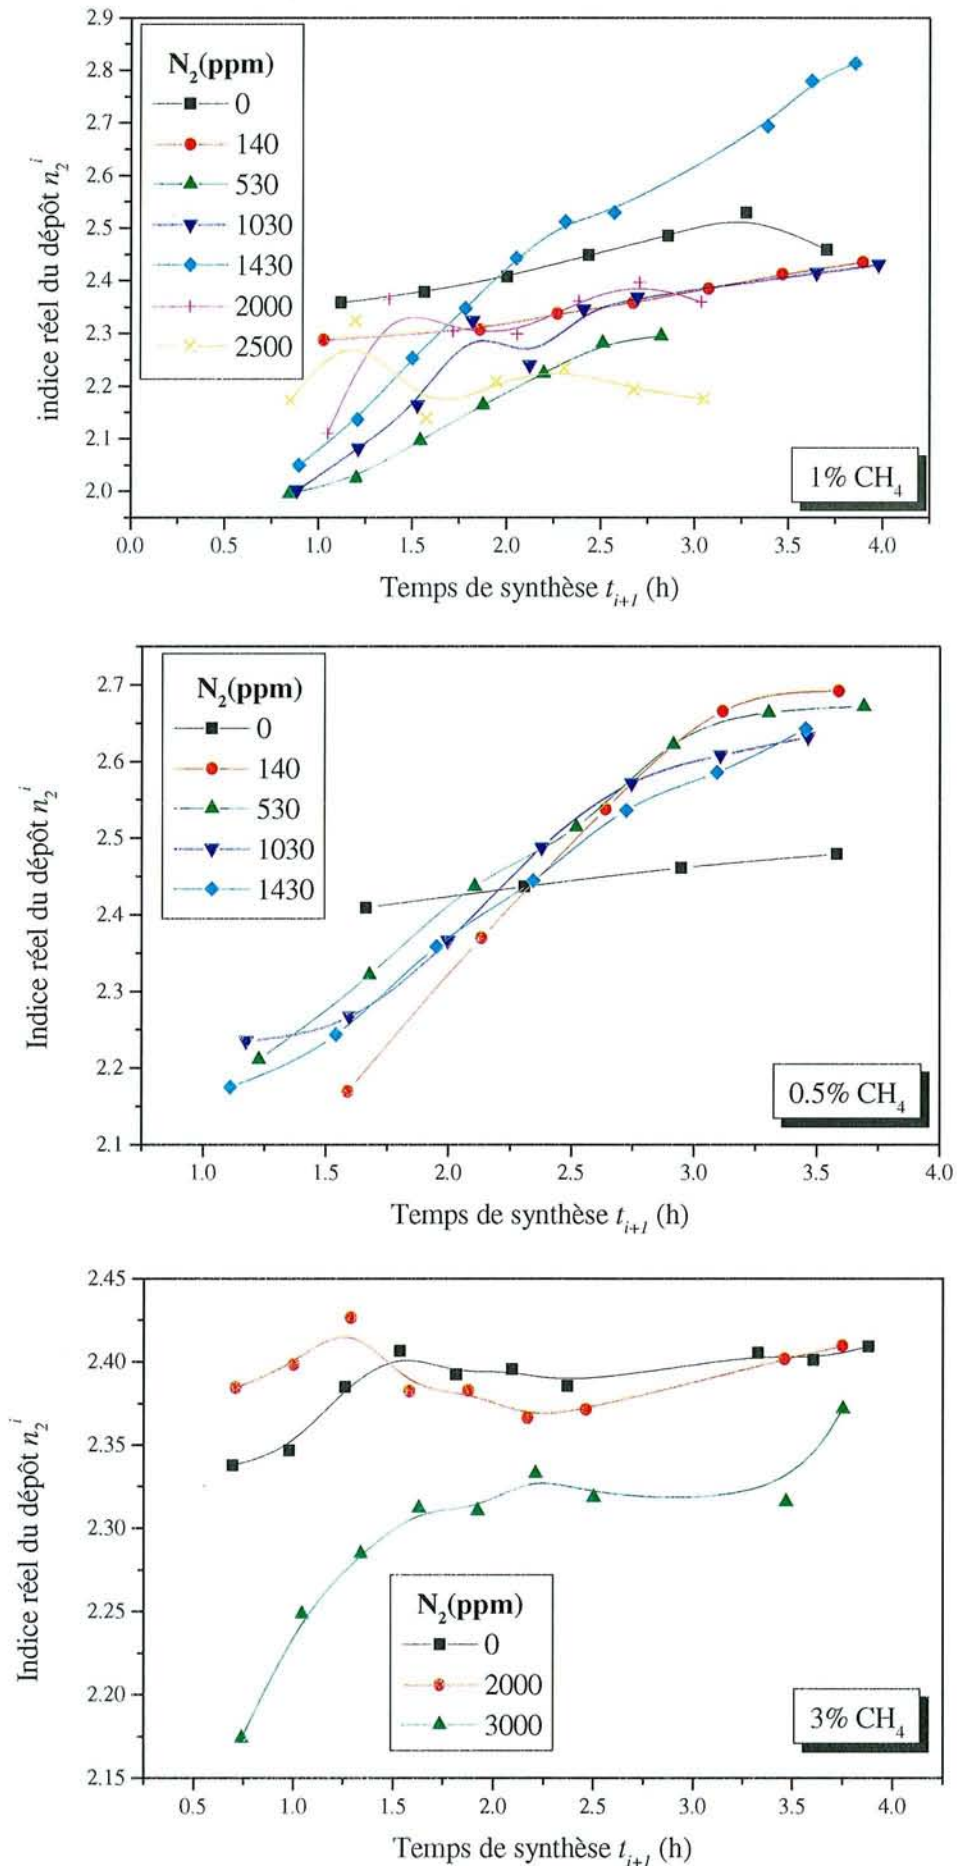 2.9
2.8
2.7
2.6
2.5
2.4
2.3
2.2
2.1
2.0
indice réel du dépôt n₂ⁱ
N₂(ppm)
0
140
530
1030
1430
2000
2500
1% CH₄
0.0 0.5 1.0 1.5 2.0 2.5 3.0 3.5 4.0
Temps de synthèse tᵢ₊₁ (h)
2.7
2.6
2.5
2.4
2.3
2.2
2.1
Indice réel du dépôt n₂ⁱ
N₂(ppm)
0
140
530
1030
1430
0.5% CH₄
1.0 1.5 2.0 2.5 3.0 3.5 4.0
Temps de synthèse tᵢ₊₁ (h)
2.45
2.40
2.35
2.30
2.25
2.20
2.15
Indice réel du dépôt n₂ⁱ
N₂(ppm)
0
2000
3000
3% CH₄
0.5 1.0 1.5 2.0 2.5 3.0 3.5 4.0
Temps de synthèse tᵢ₊₁ (h)